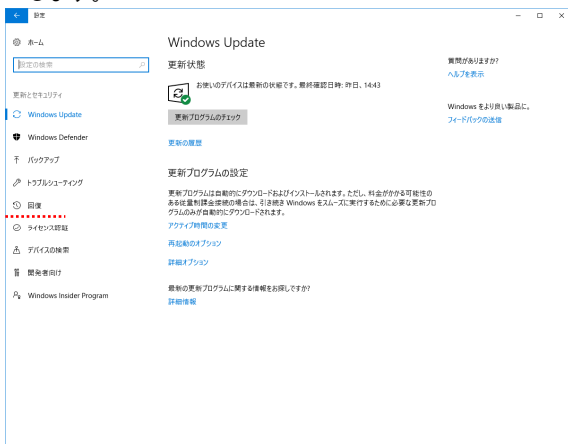 設定
ホーム
設定の検索
更新とセキュリティ
Windows Update
Windows Defender
バックアップ
トラブルシューティング
回復
ライセンス認証
デバイスの検索
開発者向け
Windows Insider Program
Windows Update
更新状態
お使いのデバイスは最新の状態です。最終確認日時: 昨日、14:43
更新プログラムのチェック
更新の履歴
更新プログラムの設定
更新プログラムは自動的にダウンロードおよびインストールされます。ただし、料金がかかる可能性の
ある従量制課金接続の場合は、引き続き Windows をスムーズに実行するために必要な更新プロ
グラムのみが自動的にダウンロードされます。
アクティブ時間の変更
再起動のオプション
詳細オプション
最新の更新プログラムに関する情報をお探しですか?
詳細情報
質問がありますか?
ヘルプを表示
Windows をより良い製品に。
フィードバックの送信